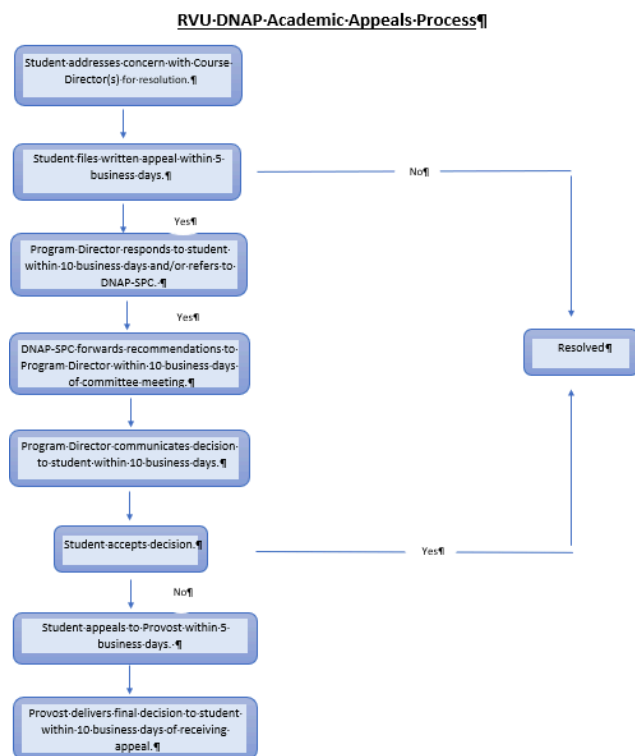 RVU·DNAP·Academic·Appeals·Process¶
Student·addresses·concern·with·Course·
Director(s)·for·resolution.¶
Student·files·written·appeal·within·5·
business·days.¶
No¶
Yes¶
Program·Director·responds·to·student·
within·10·business·days·and/or·refers·to·
DNAP-SPC.·¶
Yes¶
DNAP-SPC·forwards·recommendations·to·
Program·Director·within·10·business·days·
of·committee·meeting.¶
Resolved¶
Program·Director·communicates·decision·
to·student·within·10·business·days.¶
Student·accepts·decision.¶
Yes¶
No¶
Student·appeals·to·Provost·within·5·
business·days.·¶
Provost·delivers·final·decision·to·student·
within·10·business·days·of·receiving·
appeal.¶